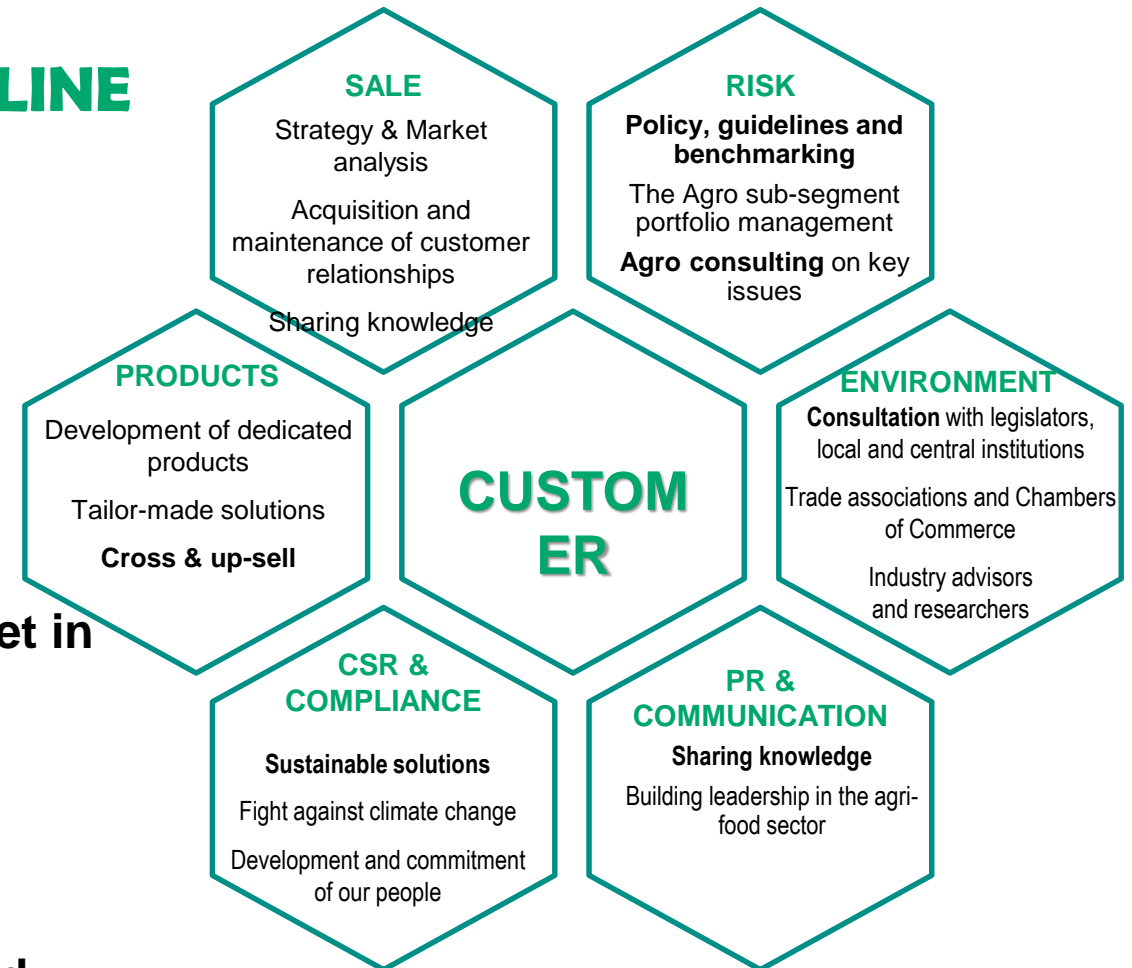 LINE
SALE
Strategy & Market
analysis
Acquisition and
maintenance of customer
relationships
Sharing knowledge
RISK
Policy, guidelines and
benchmarking
The Agro sub-segment
portfolio management
Agro consulting on key
issues
PRODUCTS
Development of dedicated
products
Tailor-made solutions
Cross & up-sell
CUSTOM
ER
ENVIRONMENT
Consultation with legislators,
local and central institutions
Trade associations and Chambers
of Commerce
Industry advisors
and researchers
et in
CSR &
COMPLIANCE
Sustainable solutions
Fight against climate change
Development and commitment
of our people
PR &
COMMUNICATION
Sharing knowledge
Building leadership in the agri-
food sector